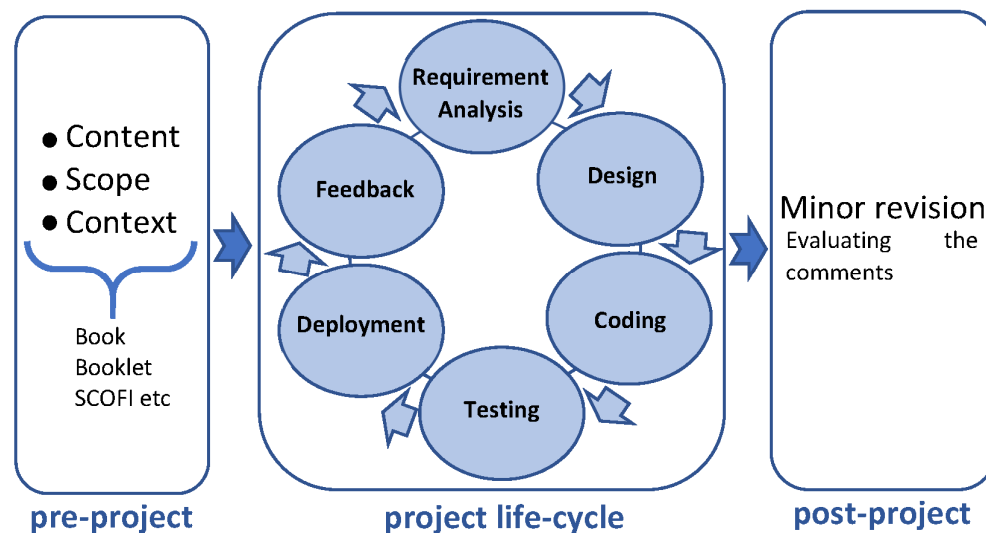 ● Content
● Scope
● Context
Book
Booklet
SCOFI etc
pre-project
Requirement
Analysis
Design
Coding
Testing
Deployment
Feedback
project life-cycle
Minor revision
Evaluating the
comments
post-project